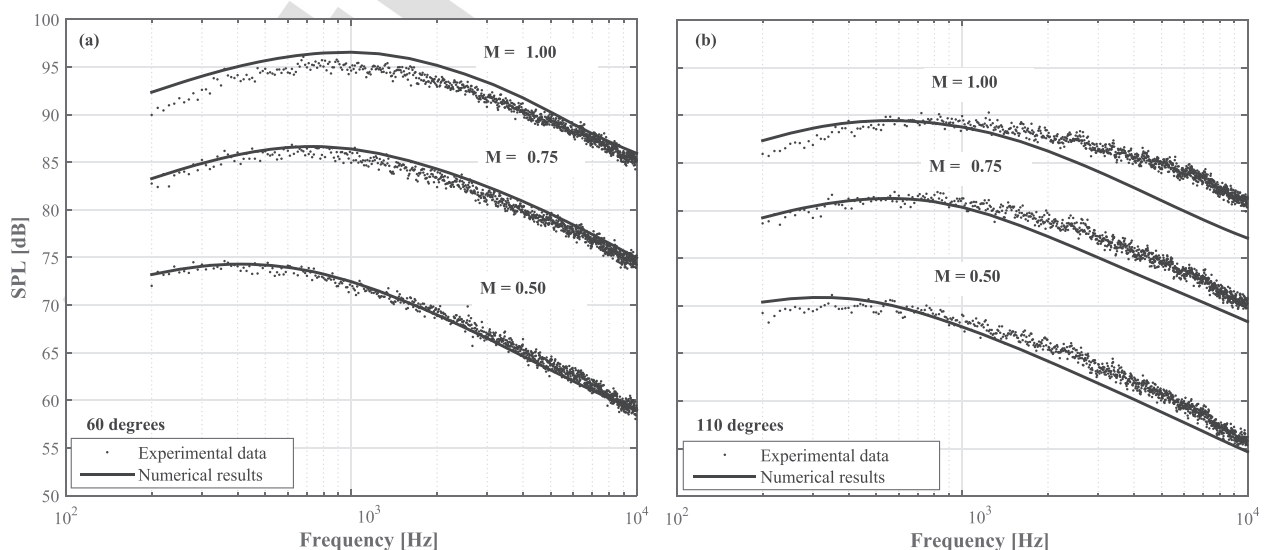 (a)
M = 1.00
M = 0.75
M = 0.50
60 degrees
Experimental data
Numerical results
SPL [dB]
100
95
90
85
80
75
70
65
60
55
50
10^2
10^3
10^4
Frequency [Hz]
(b)
M = 1.00
M = 0.75
M = 0.50
110 degrees
Experimental data
Numerical results
10^2
10^3
10^4
Frequency [Hz]